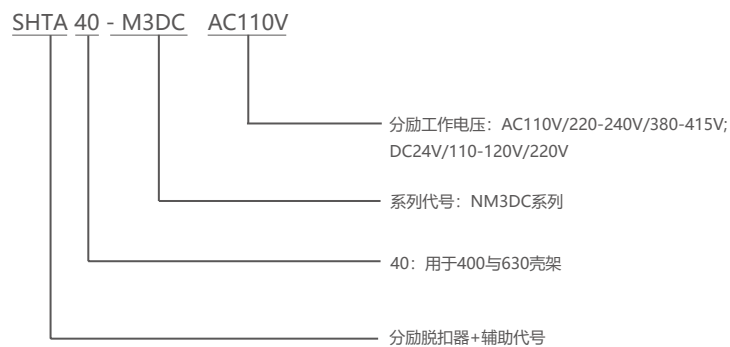 SHTA 40 - M3DC AC110V
分励工作电压：AC110V/220-240V/380-415V;
DC24V/110-120V/220V
系列代号：NM3DC系列
40：用于400与630壳架
分励脱扣器+辅助代号